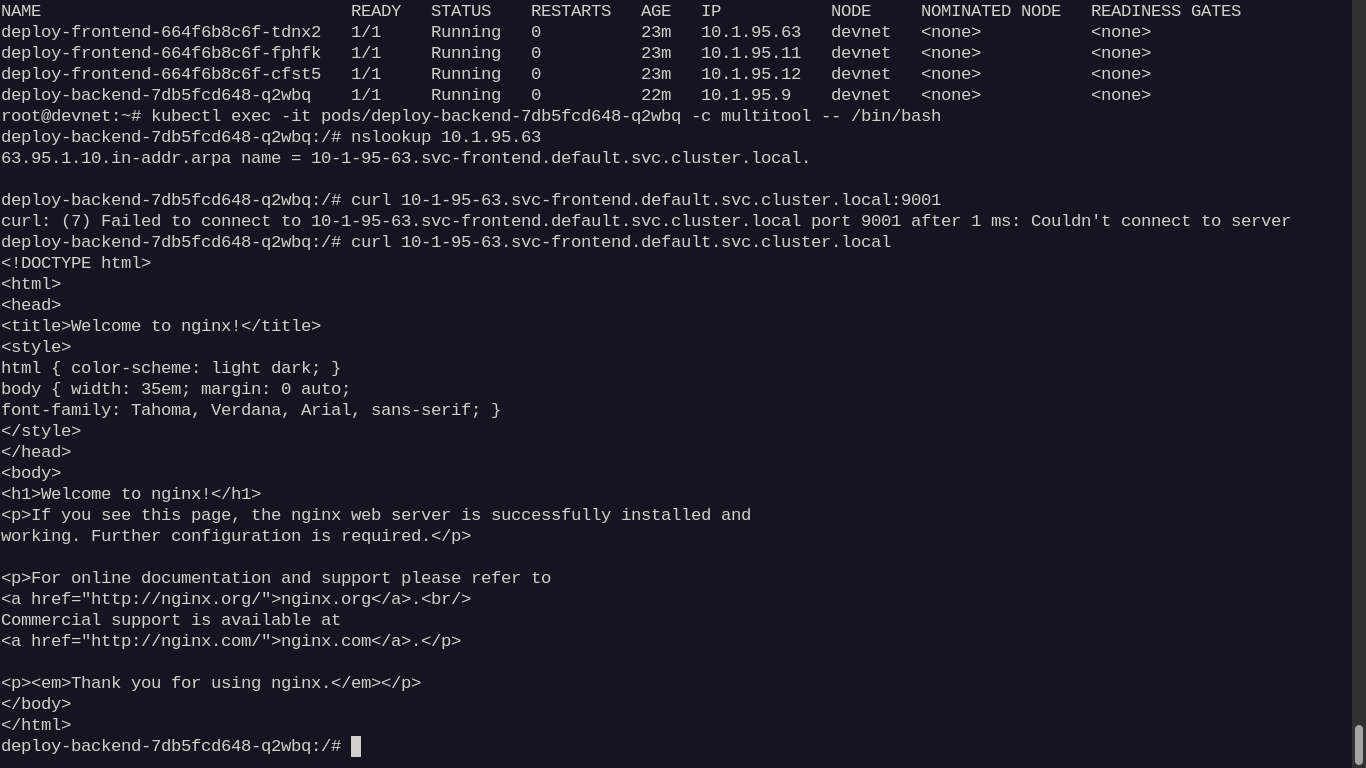 NAME                               READY   STATUS    RESTARTS   AGE   IP           NODE     NOMINATED NODE   READINESS GATES
deploy-frontend-664f6b8c6f-tdnx2   1/1     Running   0          23m   10.1.95.63   devnet   <none>           <none>
deploy-frontend-664f6b8c6f-fphfk   1/1     Running   0          23m   10.1.95.11   devnet   <none>           <none>
deploy-frontend-664f6b8c6f-cfst5   1/1     Running   0          23m   10.1.95.12   devnet   <none>           <none>
deploy-backend-7db5fcd648-q2wbq    1/1     Running   0          22m   10.1.95.9    devnet   <none>           <none>
root@devnet:~# kubectl exec -it pods/deploy-backend-7db5fcd648-q2wbq -c multitool -- /bin/bash
deploy-backend-7db5fcd648-q2wbq:/# nslookup 10.1.95.63
63.95.1.10.in-addr.arpa name = 10-1-95-63.svc-frontend.default.svc.cluster.local.

deploy-backend-7db5fcd648-q2wbq:/# curl 10-1-95-63.svc-frontend.default.svc.cluster.local:9001
curl: (7) Failed to connect to 10-1-95-63.svc-frontend.default.svc.cluster.local port 9001 after 1 ms: Couldn't connect to server
deploy-backend-7db5fcd648-q2wbq:/# curl 10-1-95-63.svc-frontend.default.svc.cluster.local
<!DOCTYPE html>
<html>
<head>
<title>Welcome to nginx!</title>
<style>
html { color-scheme: light dark; }
body { width: 35em; margin: 0 auto;
font-family: Tahoma, Verdana, Arial, sans-serif; }
</style>
</head>
<body>
<h1>Welcome to nginx!</h1>
<p>If you see this page, the nginx web server is successfully installed and
working. Further configuration is required.</p>

<p>For online documentation and support please refer to
<a href="http://nginx.org/">nginx.org</a>.<br/>
Commercial support is available at
<a href="http://nginx.com/">nginx.com</a>.</p>

<p><em>Thank you for using nginx.</em></p>
</body>
</html>
deploy-backend-7db5fcd648-q2wbq:/#